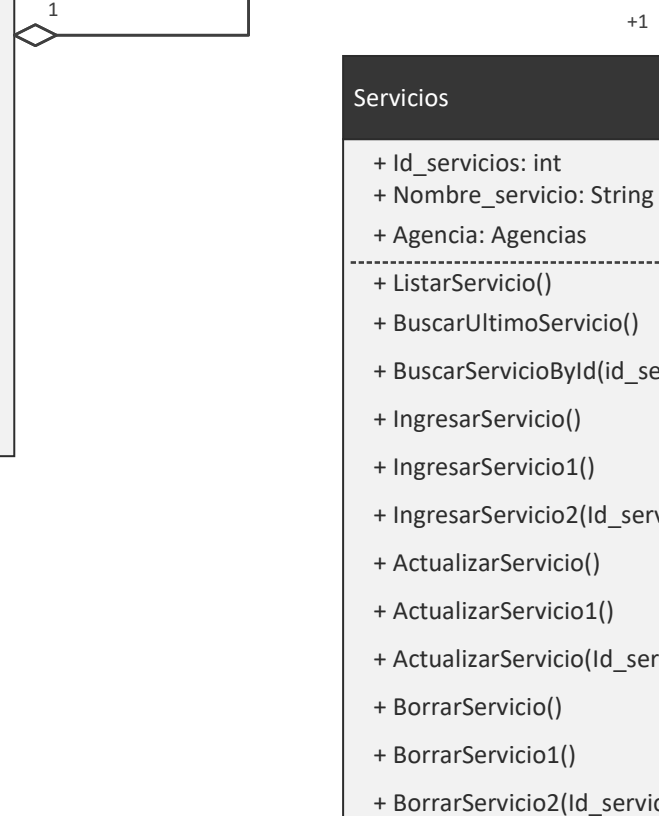 1
+1
Servicios
+ Id_servicios: int
+ Nombre_servicio: String
+ Agencia: Agencias
+ ListarServicio()
+ BuscarUltimoServicio()
+ BuscarServicioById(id_se
+ IngresarServicio()
+ IngresarServicio1()
+ IngresarServicio2(Id_serv
+ ActualizarServicio()
+ ActualizarServicio1()
+ ActualizarServicio(Id_ser
+ BorrarServicio()
+ BorrarServicio1()
+ BorrarServicio2(Id_servic